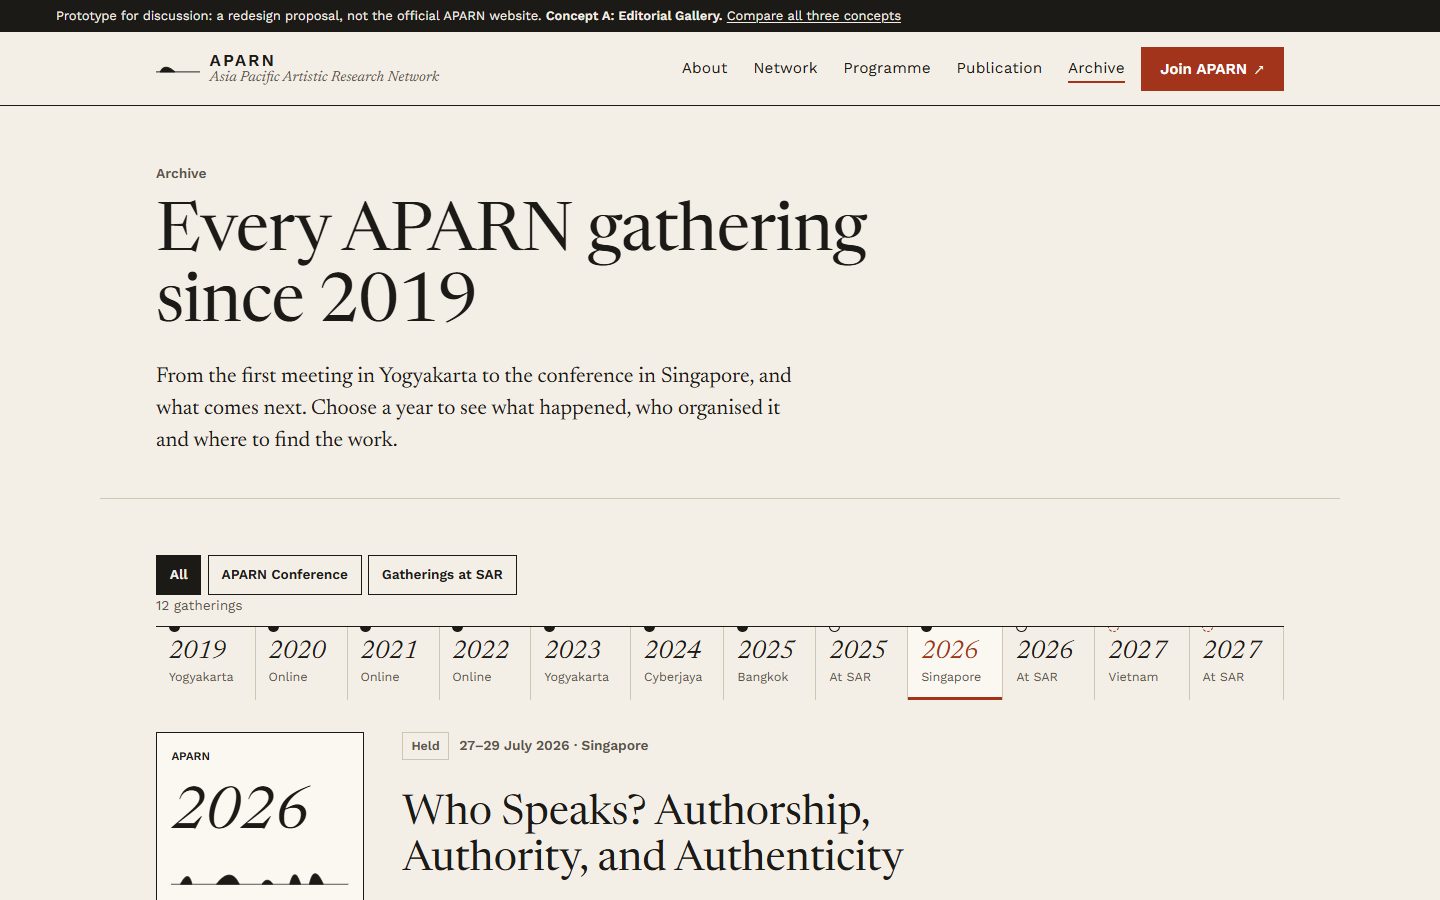 Prototype for discussion: a redesign proposal, not the official APARN website. Concept A: Editorial Gallery. Compare all three concepts
APARN
Asia Pacific Artistic Research Network
About Network Programme Publication Archive Join APARN ↗
Archive
Every APARN gathering
since 2019
From the first meeting in Yogyakarta to the conference in Singapore, and
what comes next. Choose a year to see what happened, who organised it
and where to find the work.
All APARN Conference Gatherings at SAR
12 gatherings
2019 2020 2021 2022 2023 2024 2025 2025 2026 2026 2027 2027
Yogyakarta Online Online Online Yogyakarta Cyberjaya Bangkok At SAR Singapore At SAR Vietnam At SAR
APARN
2026
Held 27–29 July 2026 · Singapore
Who Speaks? Authorship,
Authority, and Authenticity